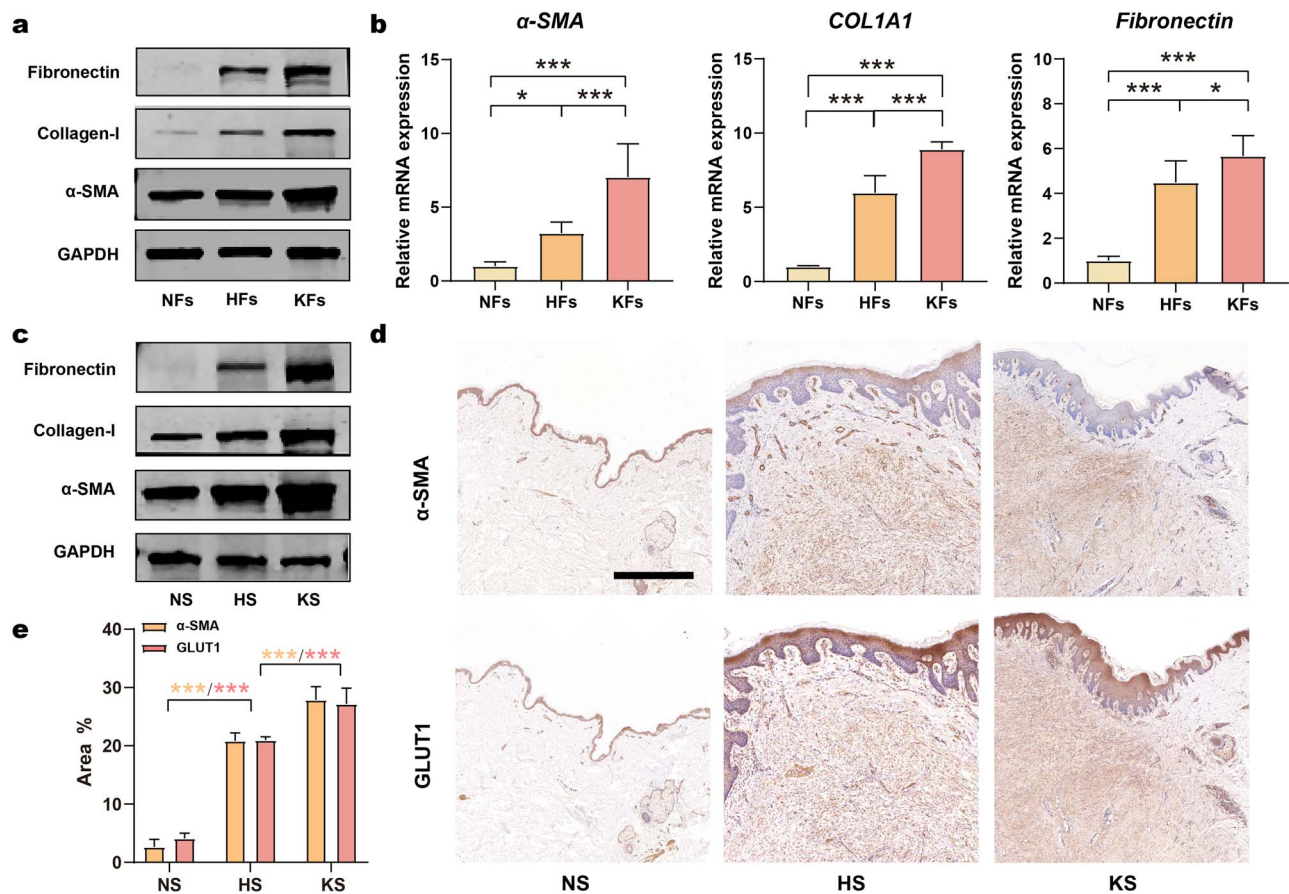 a
Fibronectin
Collagen-I
α-SMA
GAPDH
NFs HFs KFs
b
α-SMA
Relative mRNA expression
15
10
5
0
***
* ***
NFs HFs KFs
COL1A1
Relative mRNA expression
15
10
5
0
***
*** ***
NFs HFs KFs
Fibronectin
Relative mRNA expression
10
8
6
4
2
0
***
*** *
NFs HFs KFs
c
Fibronectin
Collagen-I
α-SMA
GAPDH
NS HS KS
d
α-SMA
GLUT1
NS HS KS
e
Area %
40
30
20
10
0
α-SMA
GLUT1
***/***
***/***
NS HS KS